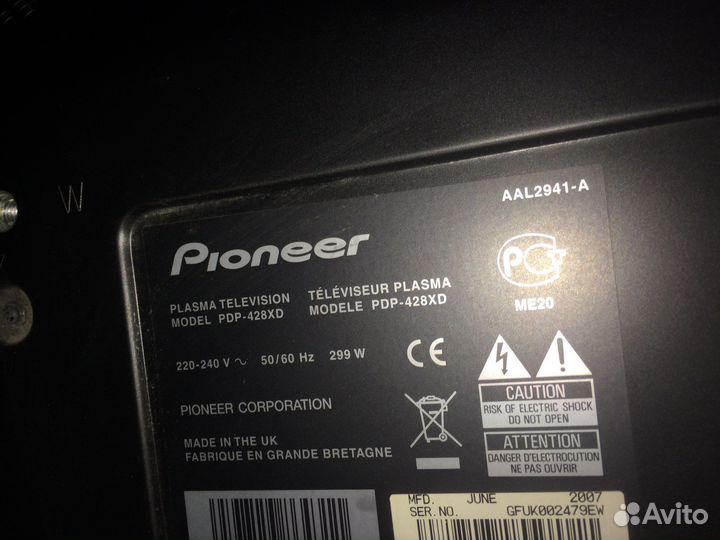 W
AAL2941-A
Pioneer
PLASMA TELEVISION
MODEL PDP-428XD
TÉLÉVISEUR PLASMA
MODELE PDP-428XD
РСТ
ME20
220-240 V ~ 50/60 Hz 299 W
CE
PIONEER CORPORATION
MADE IN THE UK
FABRIQUE EN GRANDE BRETAGNE
CAUTION
RISK OF ELECTRIC SHOCK
DO NOT OPEN
ATTENTION
DANGER D'ELECTROCUTION
NE PAS OUVRIR
MFD. JUNE 2007
SER.NO. GFUK002479EW
Avito